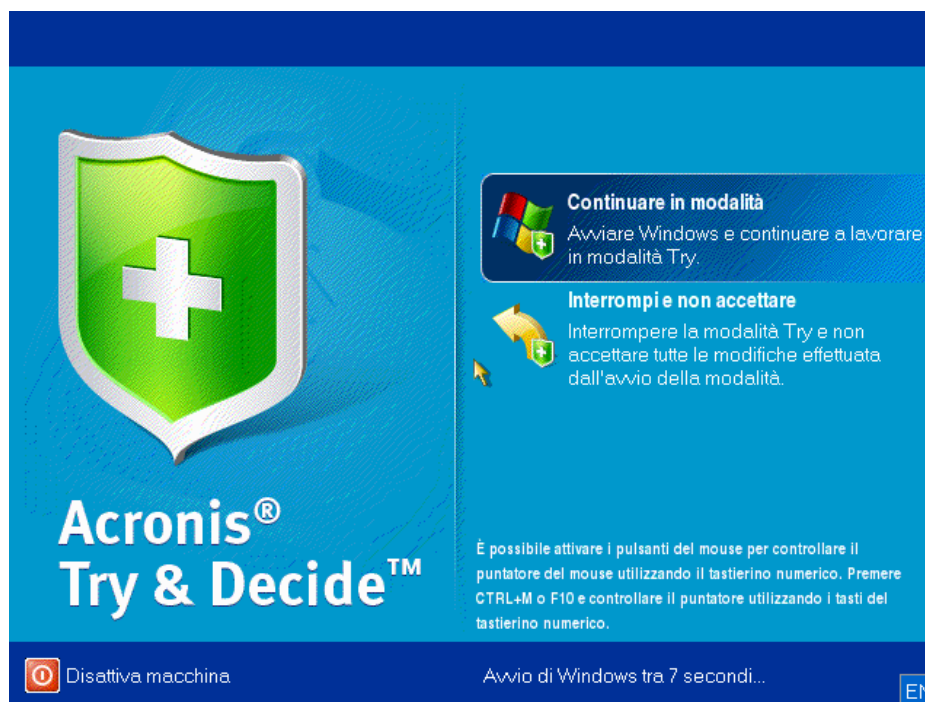 Continuare in modalità
Avviare Windows e continuare a lavorare
in modalità Try.
Interrompi e non accettare
Interrompere la modalità Try e non
accettare tutte le modifiche effettuata
dall'avvio della modalità.
Acronis®
Try & Decide™
È possibile attivare i pulsanti del mouse per controllare il
puntatore del mouse utilizzando il tastierino numerico. Premere
CTRL+M o F10 e controllare il puntatore utilizzando i tasti del
tastierino numerico.
Disattiva macchina
Avvio di Windows tra 7 secondi...
EN